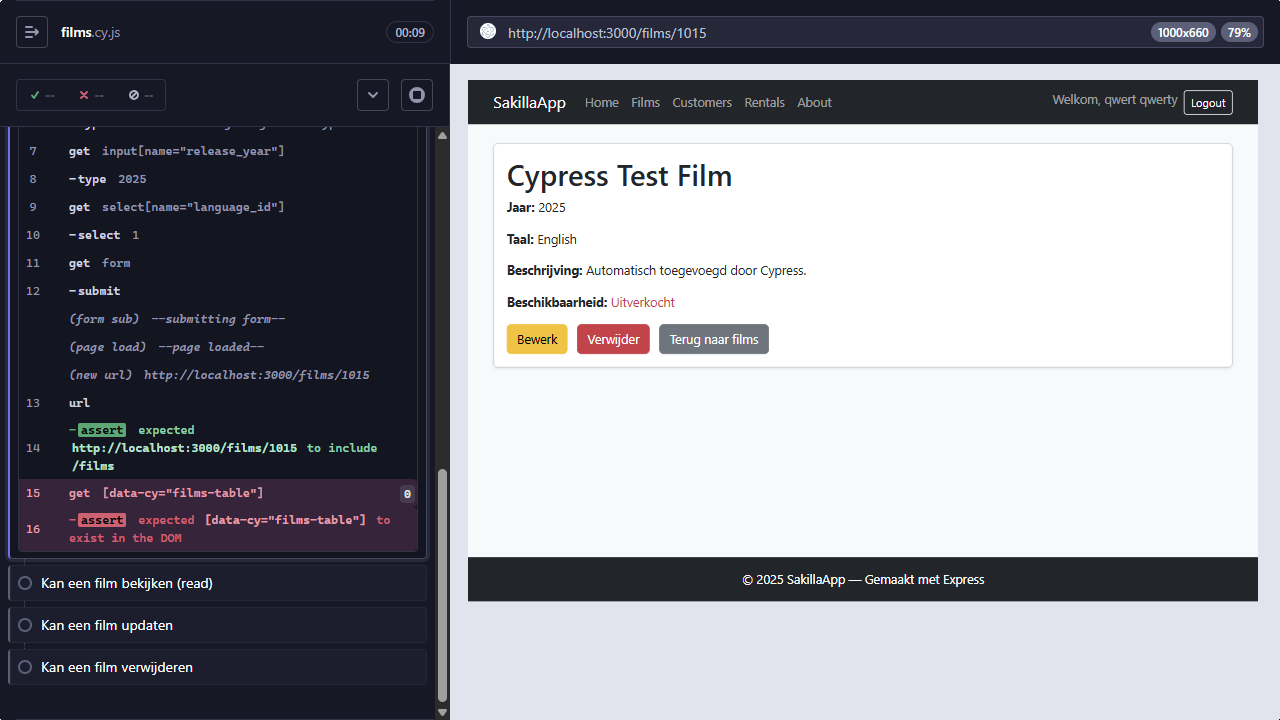 films.cy.js
00:09
--
--
--
7 get input[name="release_year"]
8 -type 2025
9 get select[name="language_id"]
10 -select 1
11 get form
12 -submit
(form sub) --submitting form--
(page load) --page loaded--
(new url) http://localhost:3000/films/1015
13 url
-assert expected
14 http://localhost:3000/films/1015 to include
/films
15 get [data-cy="films-table"] 0
-assert expected [data-cy="films-table"] to
16 exist in the DOM
Kan een film bekijken (read)
Kan een film updaten
Kan een film verwijderen
http://localhost:3000/films/1015
1000x660
79%
SakillaApp Home Films Customers Rentals About Welkom, qwert qwerty Logout
Cypress Test Film
Jaar: 2025
Taal: English
Beschrijving: Automatisch toegevoegd door Cypress.
Beschikbaarheid: Uitverkocht
Bewerk Verwijder Terug naar films
© 2025 SakillaApp — Gemaakt met Express